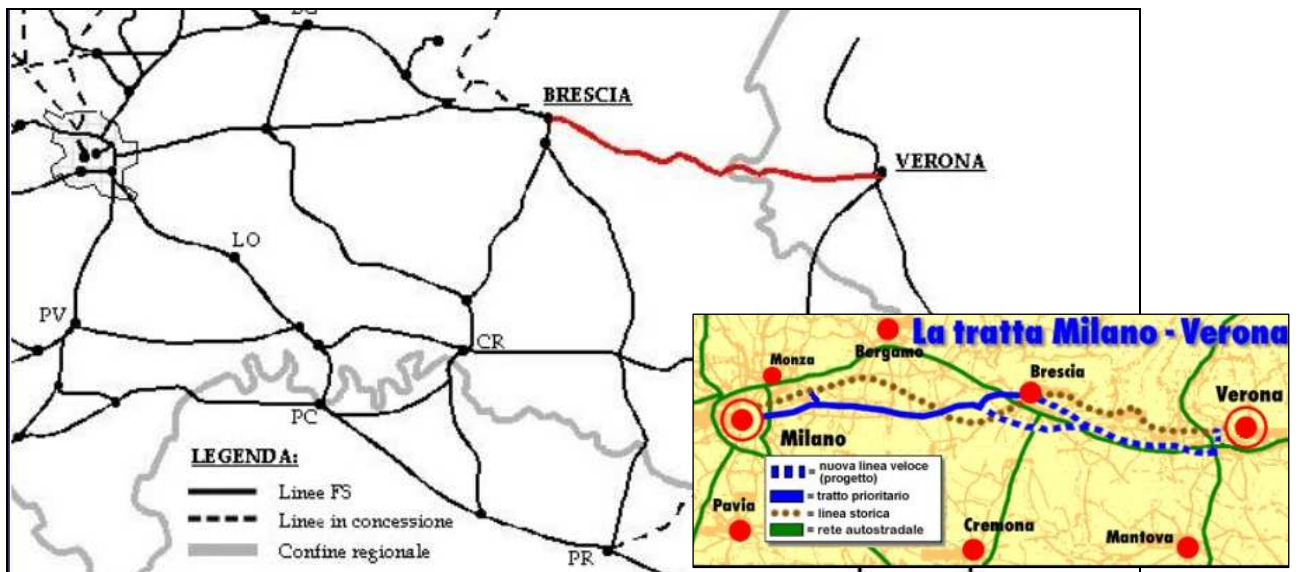 BRESCIA
VERONA
LO
PV
CR
PC
LEGENDA:
Linee FS
Linee in concessione
Confine regionale
PR
La tratta Milano - Verona
Monza
Bergamo
Brescia
Verona
Milano
= nuova linea veloce
(progetto)
= tratto prioritario
= linea storica
= rete autostradale
Pavia
Cremona
Mantova